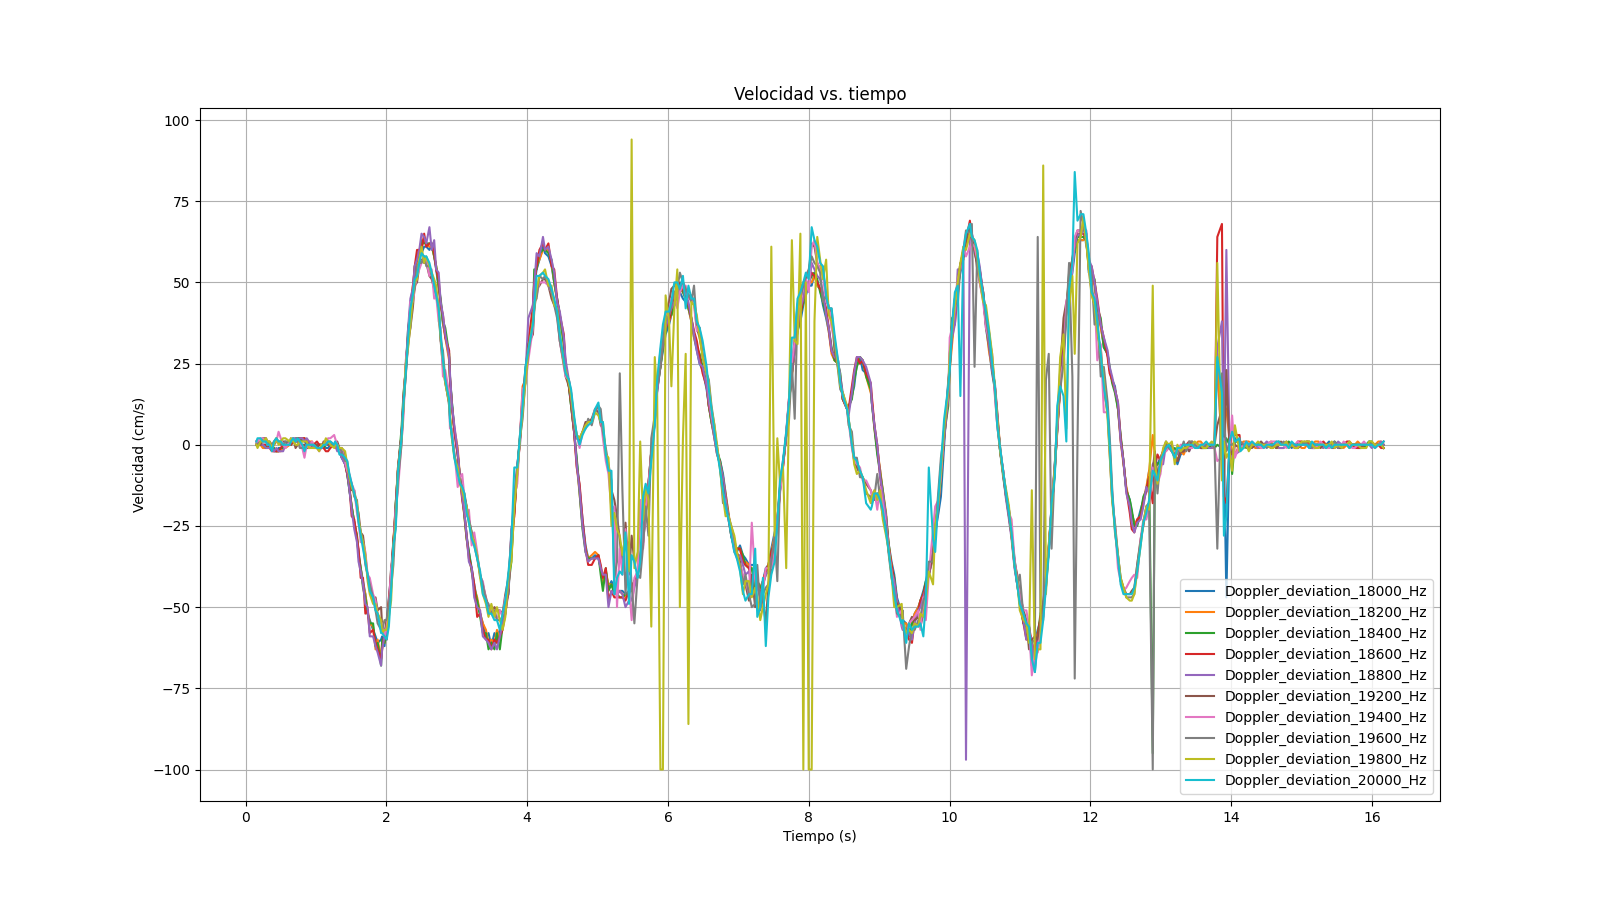 Velocidad vs. tiempo
100
75
50
25
0
−25
−50
−75
−100
Velocidad (cm/s)
0 2 4 6 8 10 12 14 16
Tiempo (s)
Doppler_deviation_18000_Hz
Doppler_deviation_18200_Hz
Doppler_deviation_18400_Hz
Doppler_deviation_18600_Hz
Doppler_deviation_18800_Hz
Doppler_deviation_19200_Hz
Doppler_deviation_19400_Hz
Doppler_deviation_19600_Hz
Doppler_deviation_19800_Hz
Doppler_deviation_20000_Hz